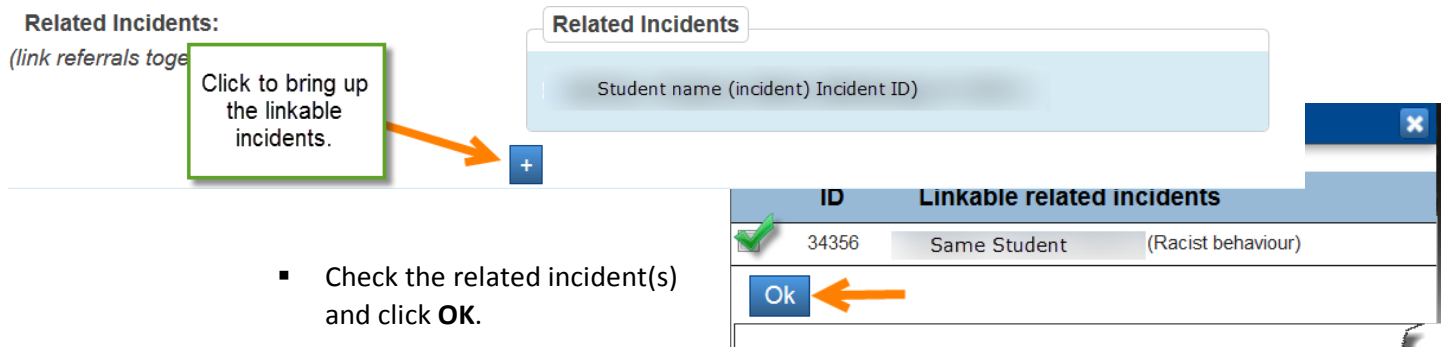 Related Incidents:
(link referrals toge
Click to bring up
the linkable
incidents.
+
Related Incidents
Student name (incident) Incident ID)
ID Linkable related incidents
34356 Same Student (Racist behaviour)
Ok
▪ Check the related incident(s)
and click OK.